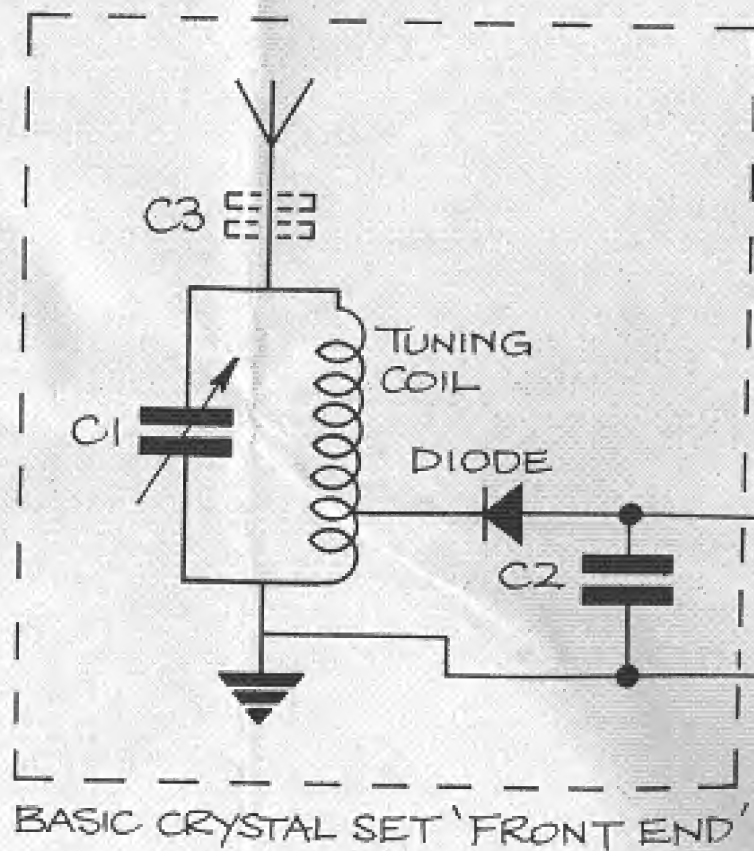 C3
TUNING
COIL
C1
DIODE
C2
BASIC CRYSTAL SET 'FRONT END'